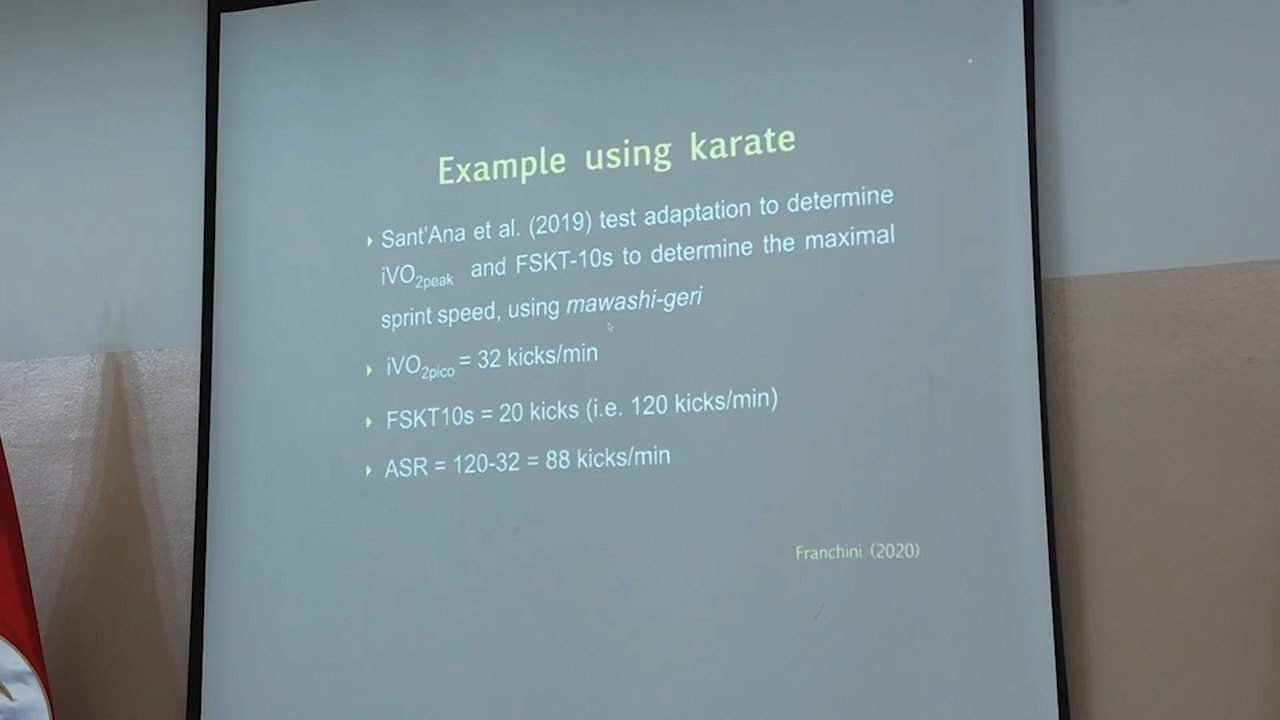 Example using karate
Sant'Ana et al. (2019) test adaptation to determine
iVO2peak and FSKT-10s to determine the maximal
sprint speed, using mawashi-geri
iVO2pico = 32 kicks/min
FSKT10s = 20 kicks (i.e. 120 kicks/min)
ASR = 120-32 = 88 kicks/min
Franchini (2020)